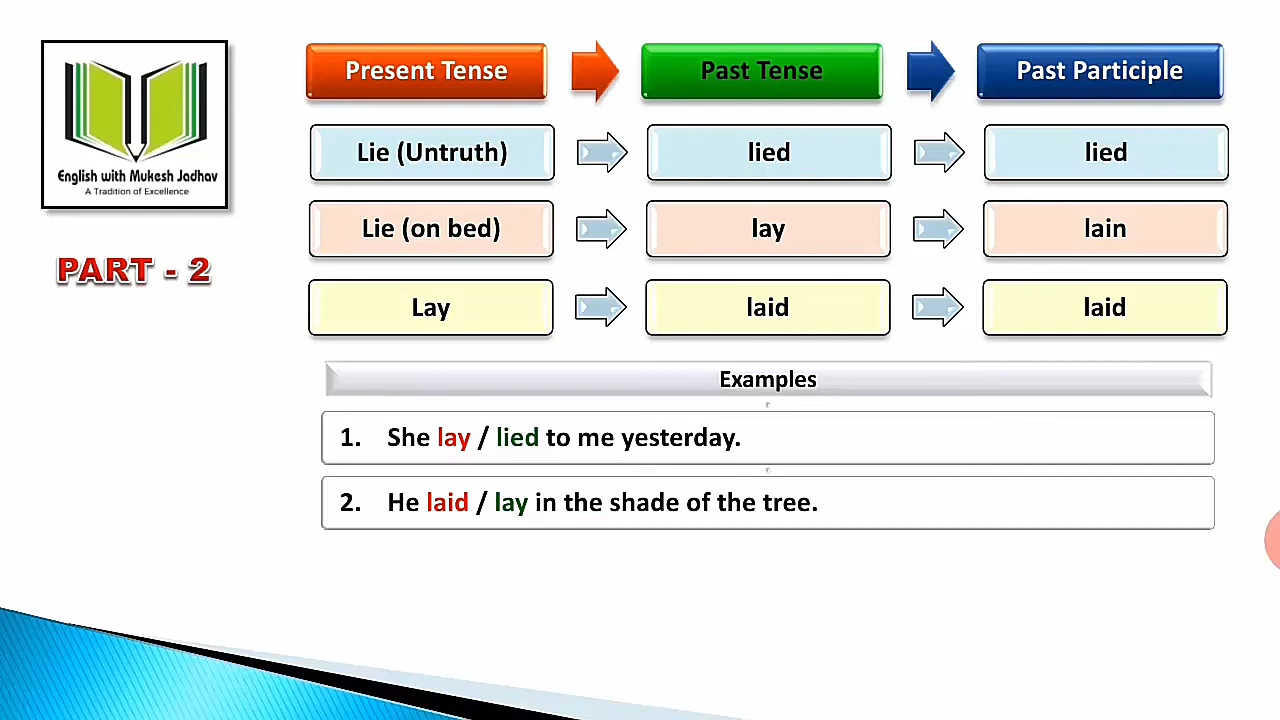 English with Mukesh Jadhav
A Tradition of Excellence
PART - 2
Present Tense Past Tense Past Participle
Lie (Untruth) lied lied
Lie (on bed) lay lain
Lay laid laid
Examples
1. She lay / lied to me yesterday.
2. He laid / lay in the shade of the tree.